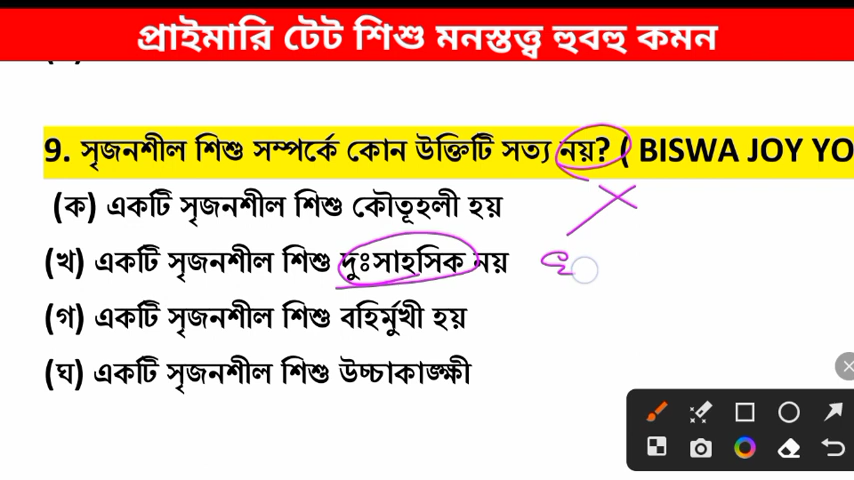 প্রাইমারি টেট শিশু মনস্তত্ত্ব হুবহু কমন
9. সৃজনশীল শিশু সম্পর্কে কোন উক্তিটি সত্য নয়? ( BISWA JOY YO
(ক) একটি সৃজনশীল শিশু কৌতূহলী হয়
(খ) একটি সৃজনশীল শিশু দুঃসাহসিক নয়
(গ) একটি সৃজনশীল শিশু বহির্মুখী হয়
(ঘ) একটি সৃজনশীল শিশু উচ্চাকাঙ্ক্ষী